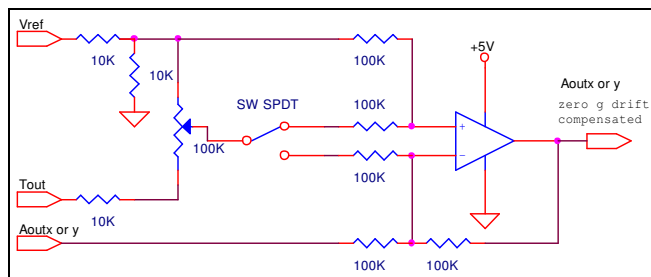 Vref
10K
10K
100K
+5V
Aoutx or y
zero g drift
compensated
SW SPDT
100K
+
100K
−
100K
Tout
10K
Aoutx or y
100K
100K